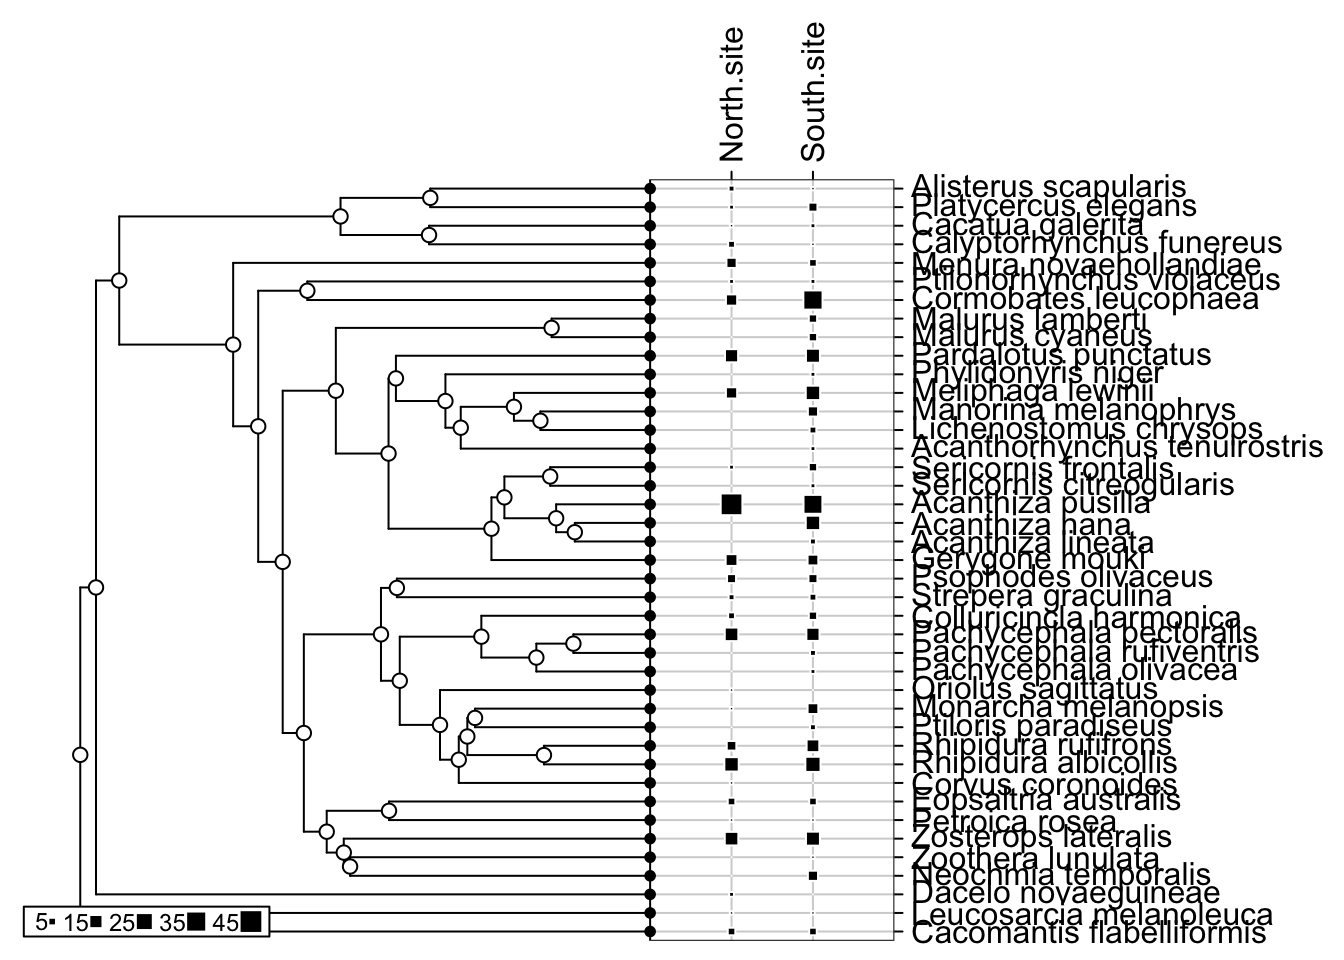 North.site
South.site
Alisterus scapularis
Platycercus elegans
Cacatua galerita
Calyptorhynchus funereus
Menura novaehollandiae
Ptilonorhynchus violaceus
Cormobates leucophaea
Malurus lamberti
Malurus cyaneus
Pardalotus punctatus
Phylidonyris niger
Meliphaga lewinii
Manorina melanophrys
Lichenostomus chrysops
Acanthorhynchus tenuirostris
Sericornis frontalis
Sericornis citreogularis
Acanthiza pusilla
Acanthiza nana
Acanthiza lineata
Gerygone mouki
Psophodes olivaceus
Strepera graculina
Colluricincla harmonica
Pachycephala pectoralis
Pachycephala rufiventris
Pachycephala olivacea
Oriolus sagittatus
Monarcha melanopsis
Ptiloris paradiseus
Rhipidura rufifrons
Rhipidura albicollis
Corvus coronoides
Eopsaltria australis
Petroica rosea
Zosterops lateralis
Zoothera lunulata
Neochmia temporalis
Dacelo novaeguineae
Leucosarcia melanoleuca
Cacomantis flabelliformis
5 15 25 35 45